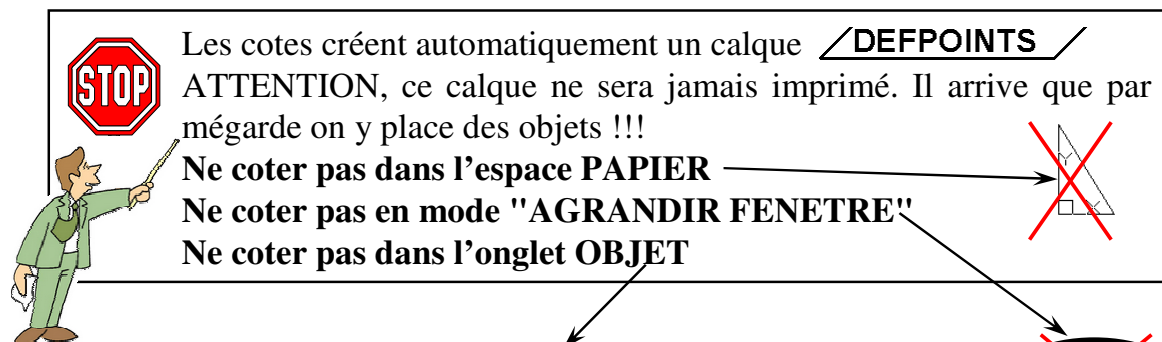 Les cotes créent automatiquement un calque DEFPOINTS
ATTENTION, ce calque ne sera jamais imprimé. Il arrive que par
mégarde on y place des objets !!!
Ne coter pas dans l’espace PAPIER
Ne coter pas en mode "AGRANDIR FENETRE"
Ne coter pas dans l’onglet OBJET
STOP